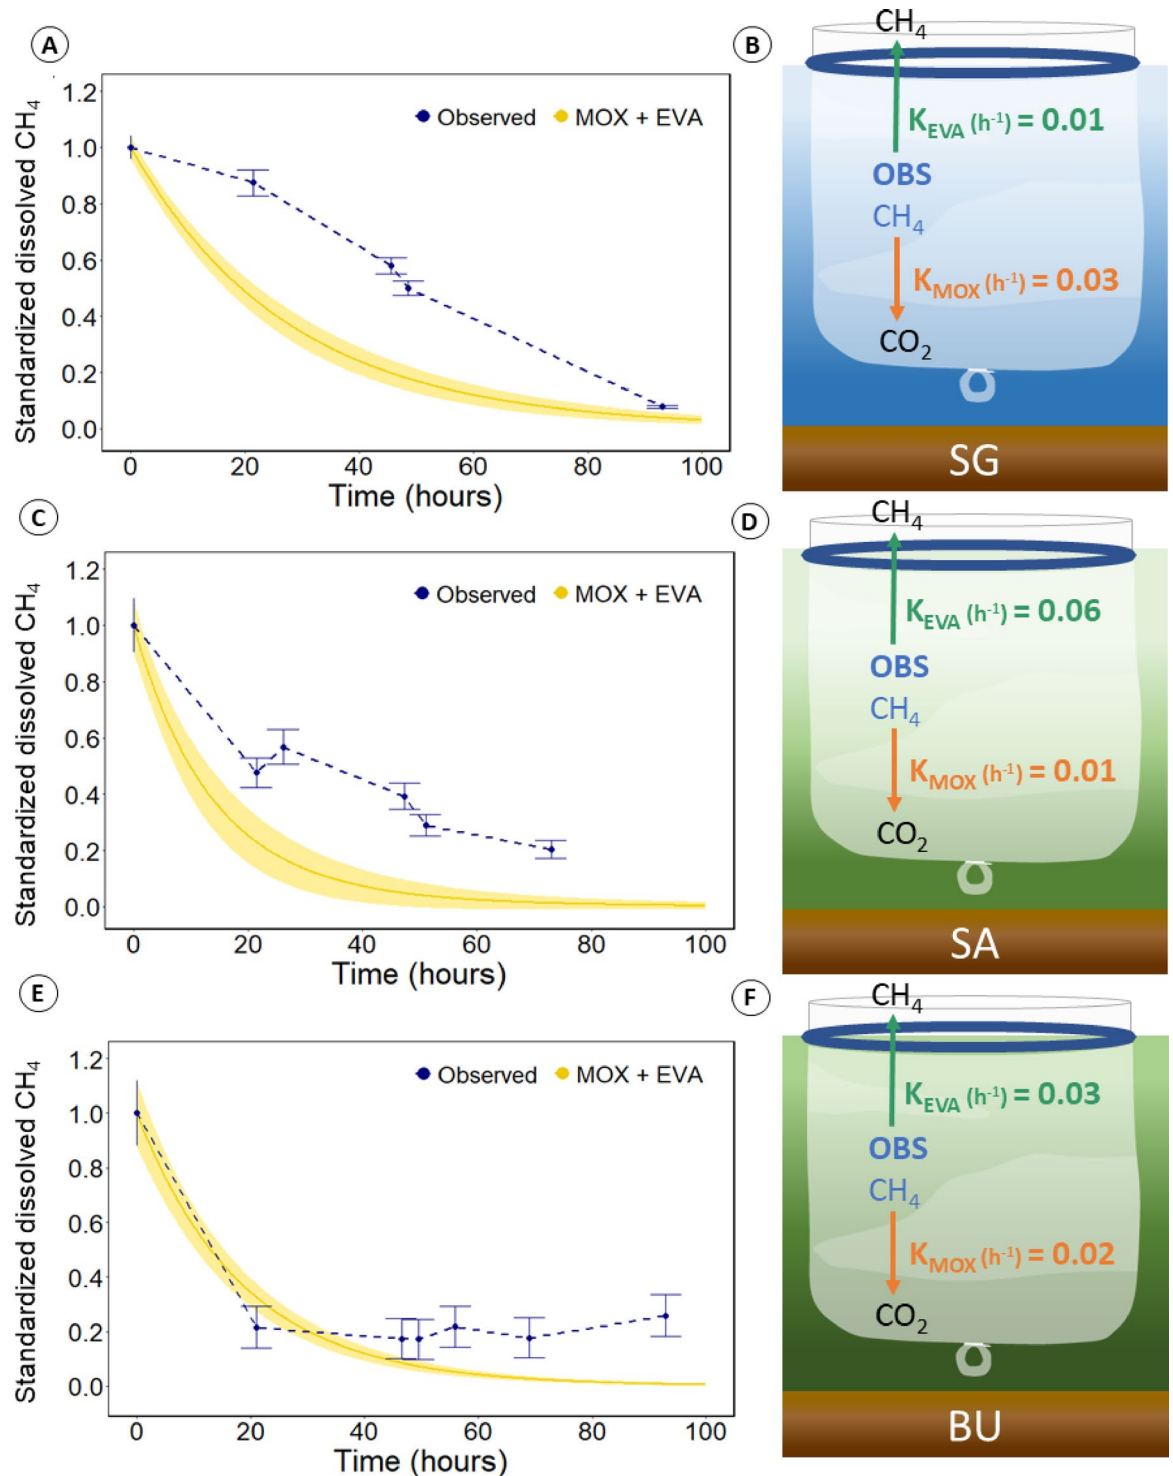 A
Standardized dissolved CH₄
1.2
1.0
0.8
0.6
0.4
0.2
0.0
Observed MOX + EVA
0 20 40 60 80 100
Time (hours)
B
CH₄
K_EVA (h⁻¹) = 0.01
OBS
CH₄
K_MOX (h⁻¹) = 0.03
CO₂
SG
C
Standardized dissolved CH₄
1.2
1.0
0.8
0.6
0.4
0.2
0.0
Observed MOX + EVA
0 20 40 60 80 100
Time (hours)
D
CH₄
K_EVA (h⁻¹) = 0.06
OBS
CH₄
K_MOX (h⁻¹) = 0.01
CO₂
SA
E
Standardized dissolved CH₄
1.2
1.0
0.8
0.6
0.4
0.2
0.0
Observed MOX + EVA
0 20 40 60 80 100
Time (hours)
F
CH₄
K_EVA (h⁻¹) = 0.03
OBS
CH₄
K_MOX (h⁻¹) = 0.02
CO₂
BU